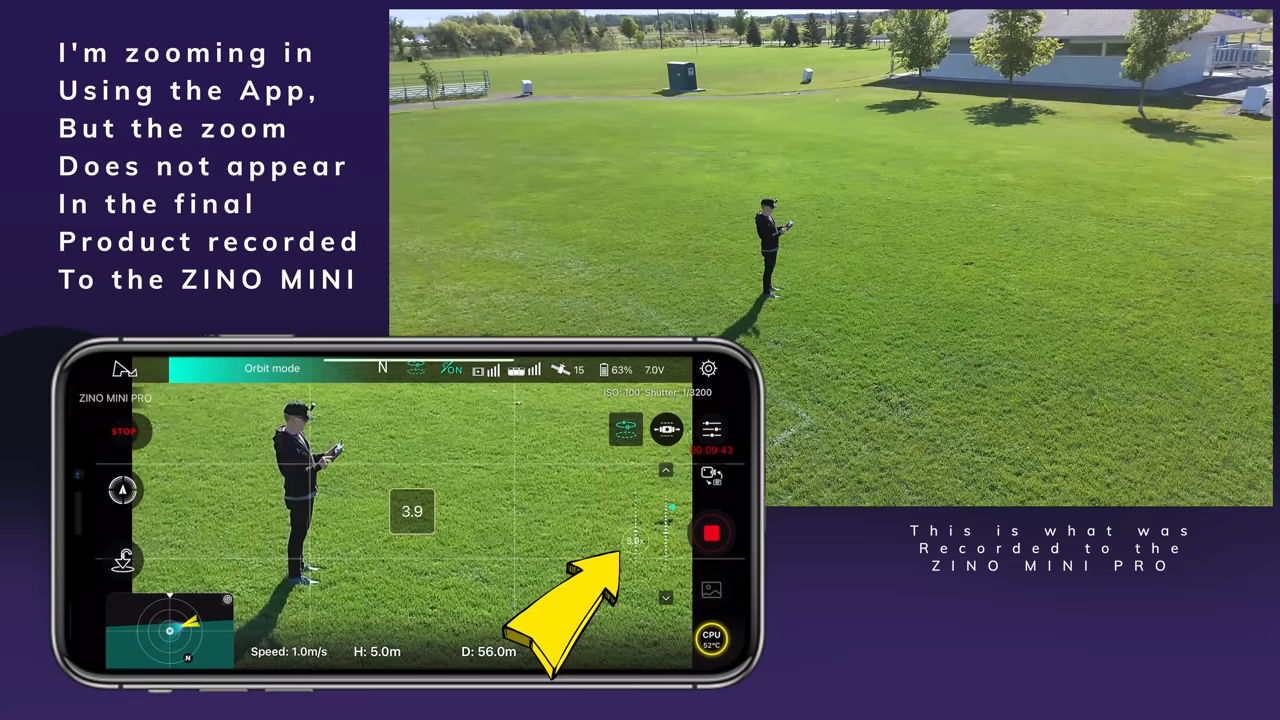 I'm zooming in
Using the App,
But the zoom
Does not appear
In the final
Product recorded
To the ZINO MINI
Orbit mode
N
ON
15
63%
7.0V
ZINO MINI PRO
ISO: 100 Shutter: 1/3200
STOP
00:09:43
3.9
3.9x
CPU
52°C
N
Speed: 1.0m/s
H: 5.0m
D: 56.0m
This is what was
Recorded to the
ZINO MINI PRO